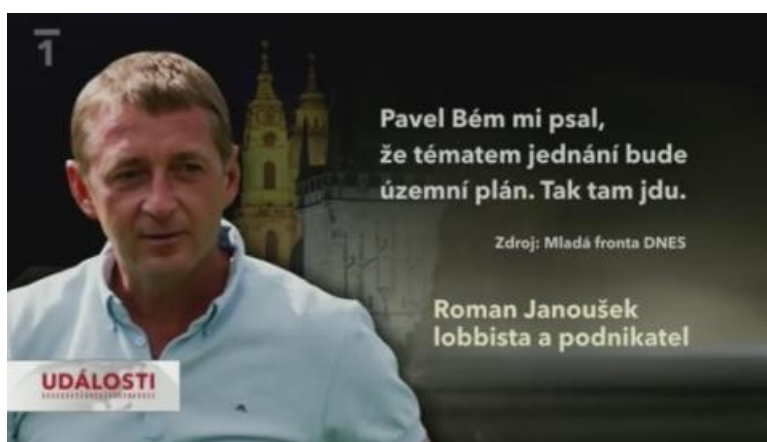 1
Pavel Bém mi psal,
že tématem jednání bude
územní plán. Tak tam jdu.
Zdroj: Mladá fronta DNES
Roman Janoušek
lobbista a podnikatel
UDÁLOSTI